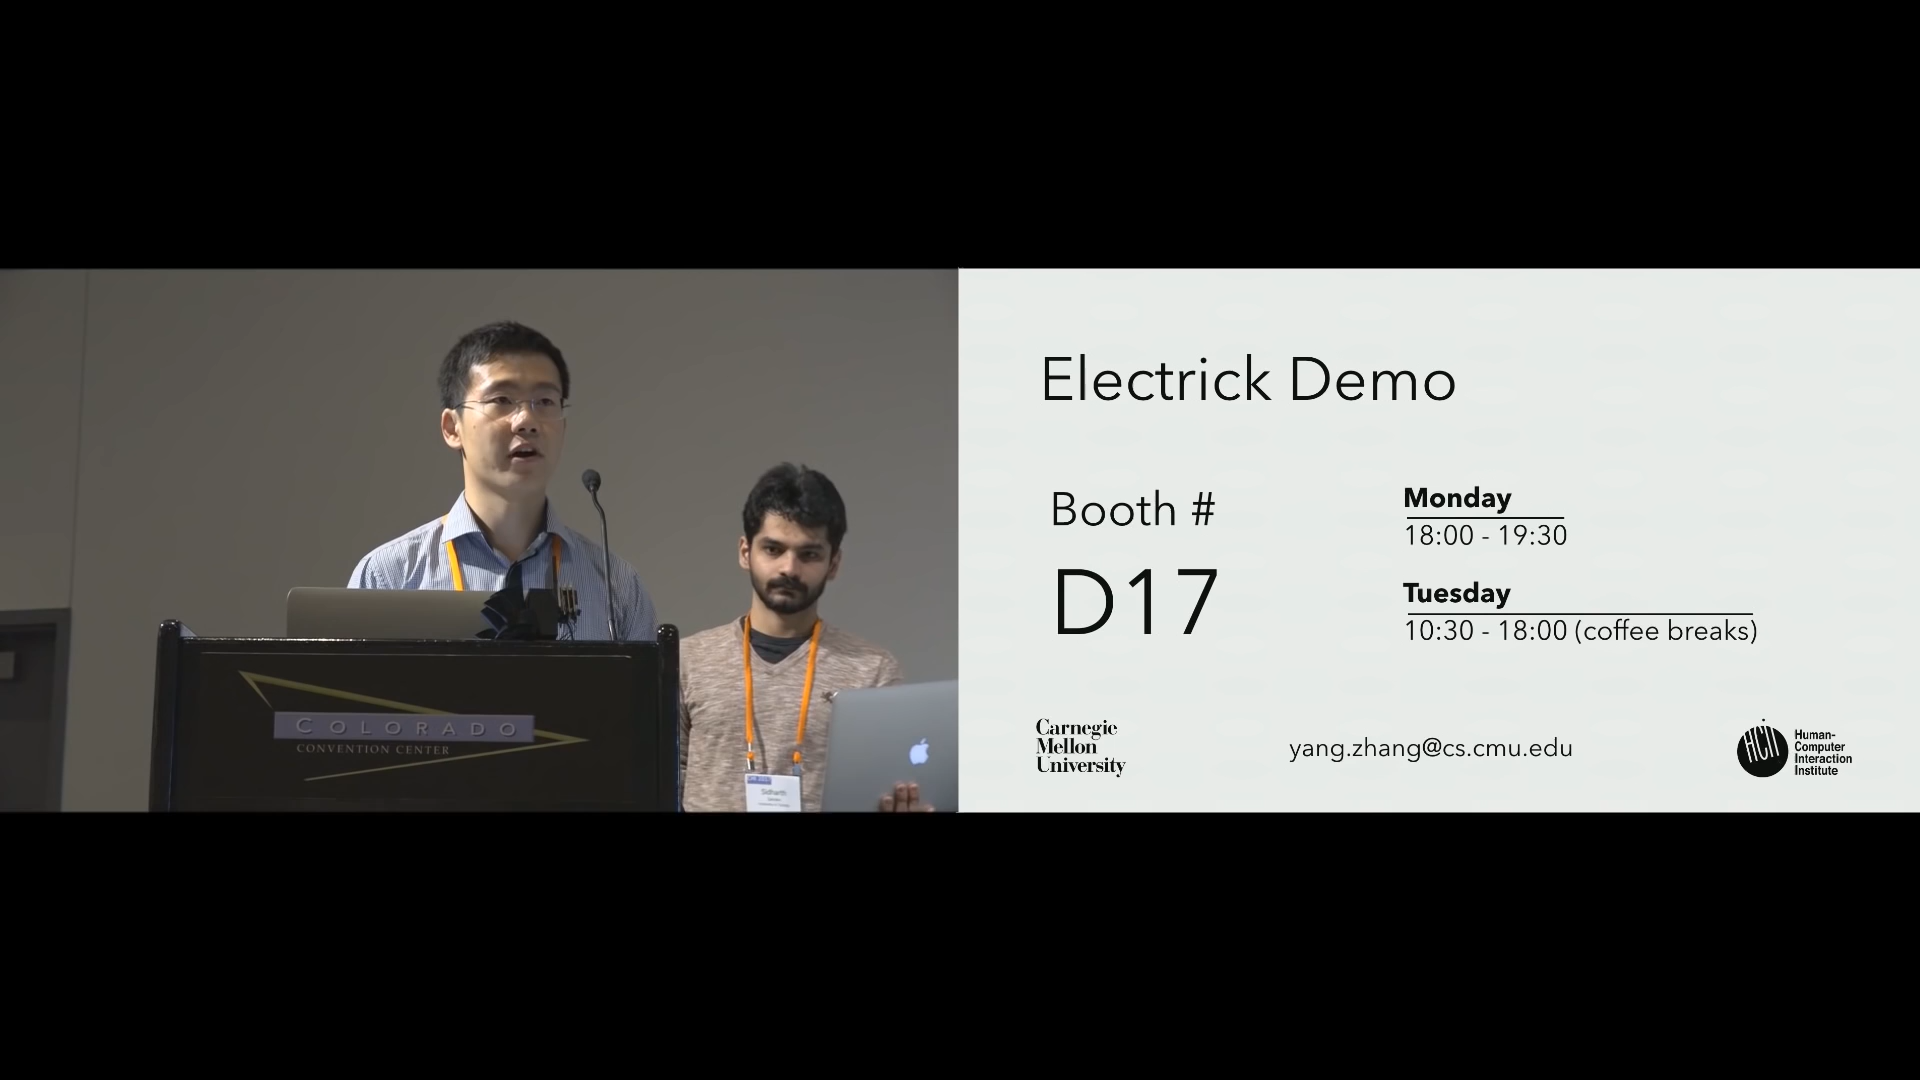 COLORADO
CONVENTION CENTER
Sidharth
Electrick Demo
Booth #
D17
Monday
18:00 - 19:30
Tuesday
10:30 - 18:00 (coffee breaks)
Carnegie
Mellon
University
yang.zhang@cs.cmu.edu
HCII
Human-
Computer
Interaction
Institute